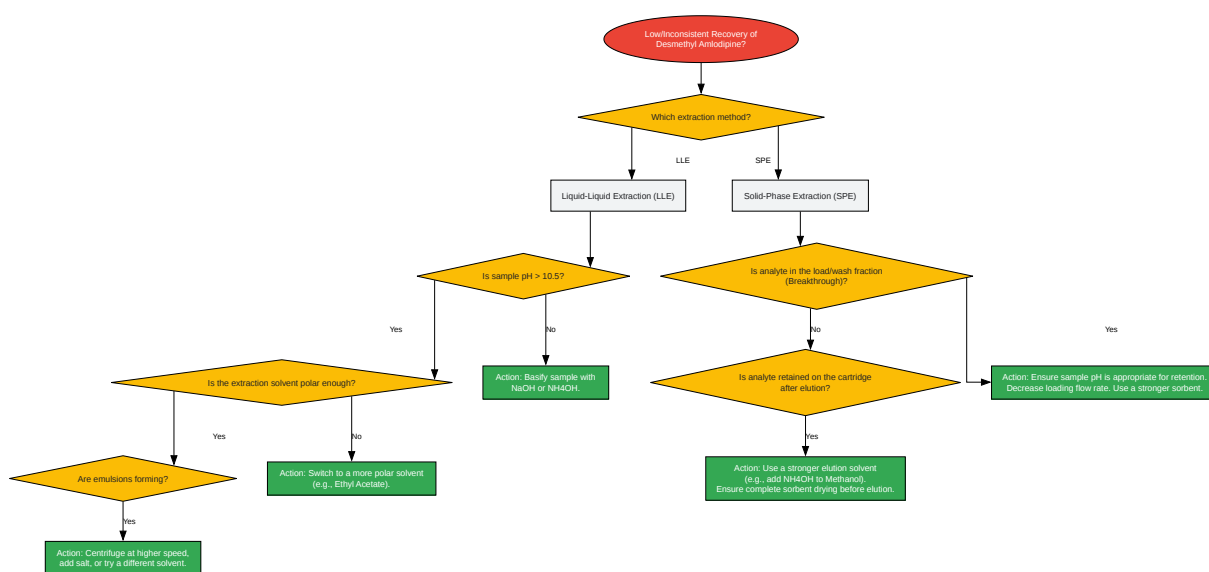 Low/Inconsistent Recovery of
Desmethyl Amlodipine?
Which extraction method?
LLE
SPE
Liquid-Liquid Extraction (LLE)
Solid-Phase Extraction (SPE)
Is sample pH > 10.5?
Is analyte in the load/wash fraction
(Breakthrough)?
Yes
No
No
Yes
Is the extraction solvent polar enough?
Action: Basify sample with
NaOH or NH4OH.
Is analyte retained on the cartridge
after elution?
Action: Ensure sample pH is appropriate for retention.
Decrease loading flow rate. Use a stronger sorbent.
Yes
No
Yes
Are emulsions forming?
Action: Switch to a more polar solvent
(e.g., Ethyl Acetate).
Action: Use a stronger elution solvent
(e.g., add NH4OH to Methanol).
Ensure complete sorbent drying before elution.
Yes
Action: Centrifuge at higher speed,
add salt, or try a different solvent.